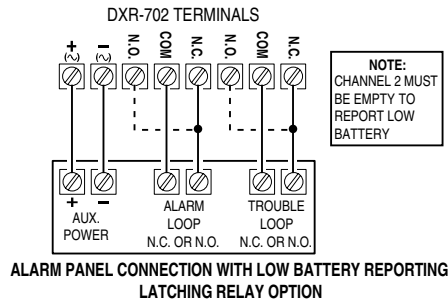 DXR-702 TERMINALS
+ (~) – (~) N.O. COM N.C. N.O. COM N.C.
NOTE:
CHANNEL 2 MUST
BE EMPTY TO
REPORT LOW
BATTERY
+ –
AUX.
POWER
ALARM
LOOP
N.C. OR N.O.
TROUBLE
LOOP
N.C. OR N.O.
ALARM PANEL CONNECTION WITH LOW BATTERY REPORTING
LATCHING RELAY OPTION